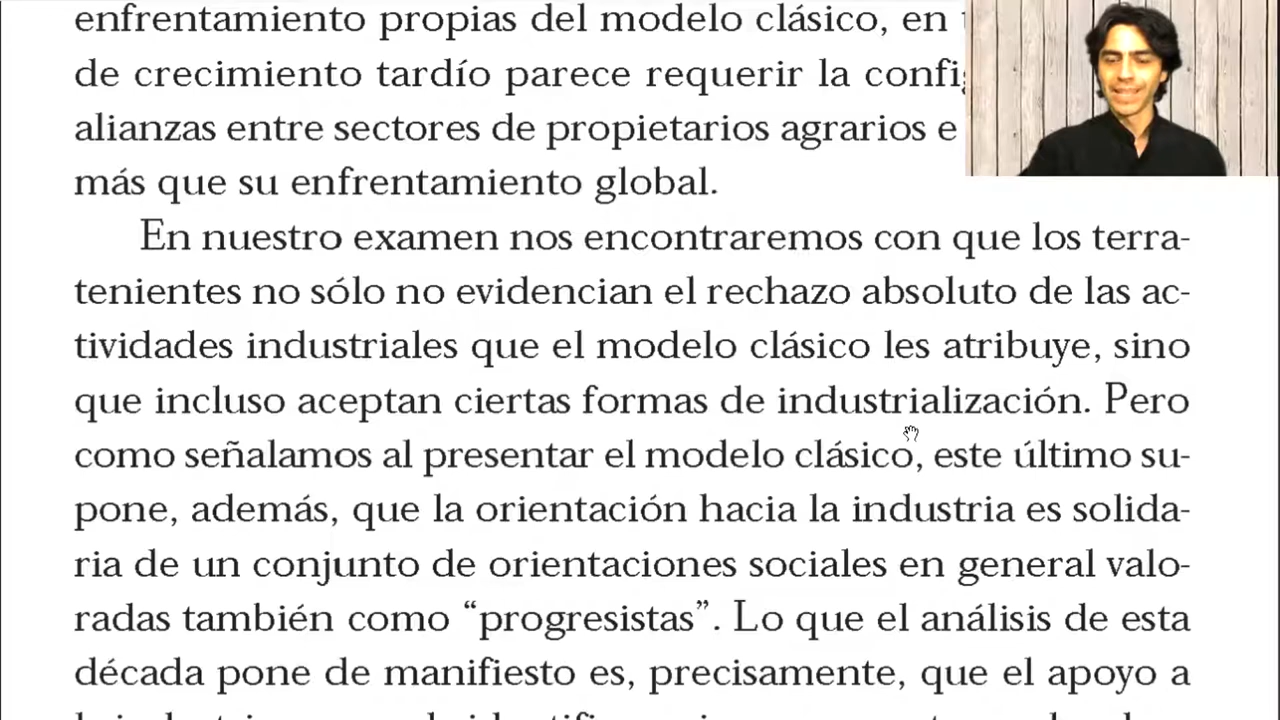 enfrentamiento propias del modelo clásico, en
de crecimiento tardío parece requerir la
alianzas entre sectores de propietarios agrarios e
más que su enfrentamiento global.
En nuestro examen nos encontraremos con que los terra-
tenientes no sólo no evidencian el rechazo absoluto de las ac-
tividades industriales que el modelo clásico les atribuye, sino
que incluso aceptan ciertas formas de industrialización. Pero
como señalamos al presentar el modelo clásico, este último su-
pone, además, que la orientación hacia la industria es solida-
ria de un conjunto de orientaciones sociales en general valo-
radas también como “progresistas”. Lo que el análisis de esta
década pone de manifiesto es, precisamente, que el apoyo a